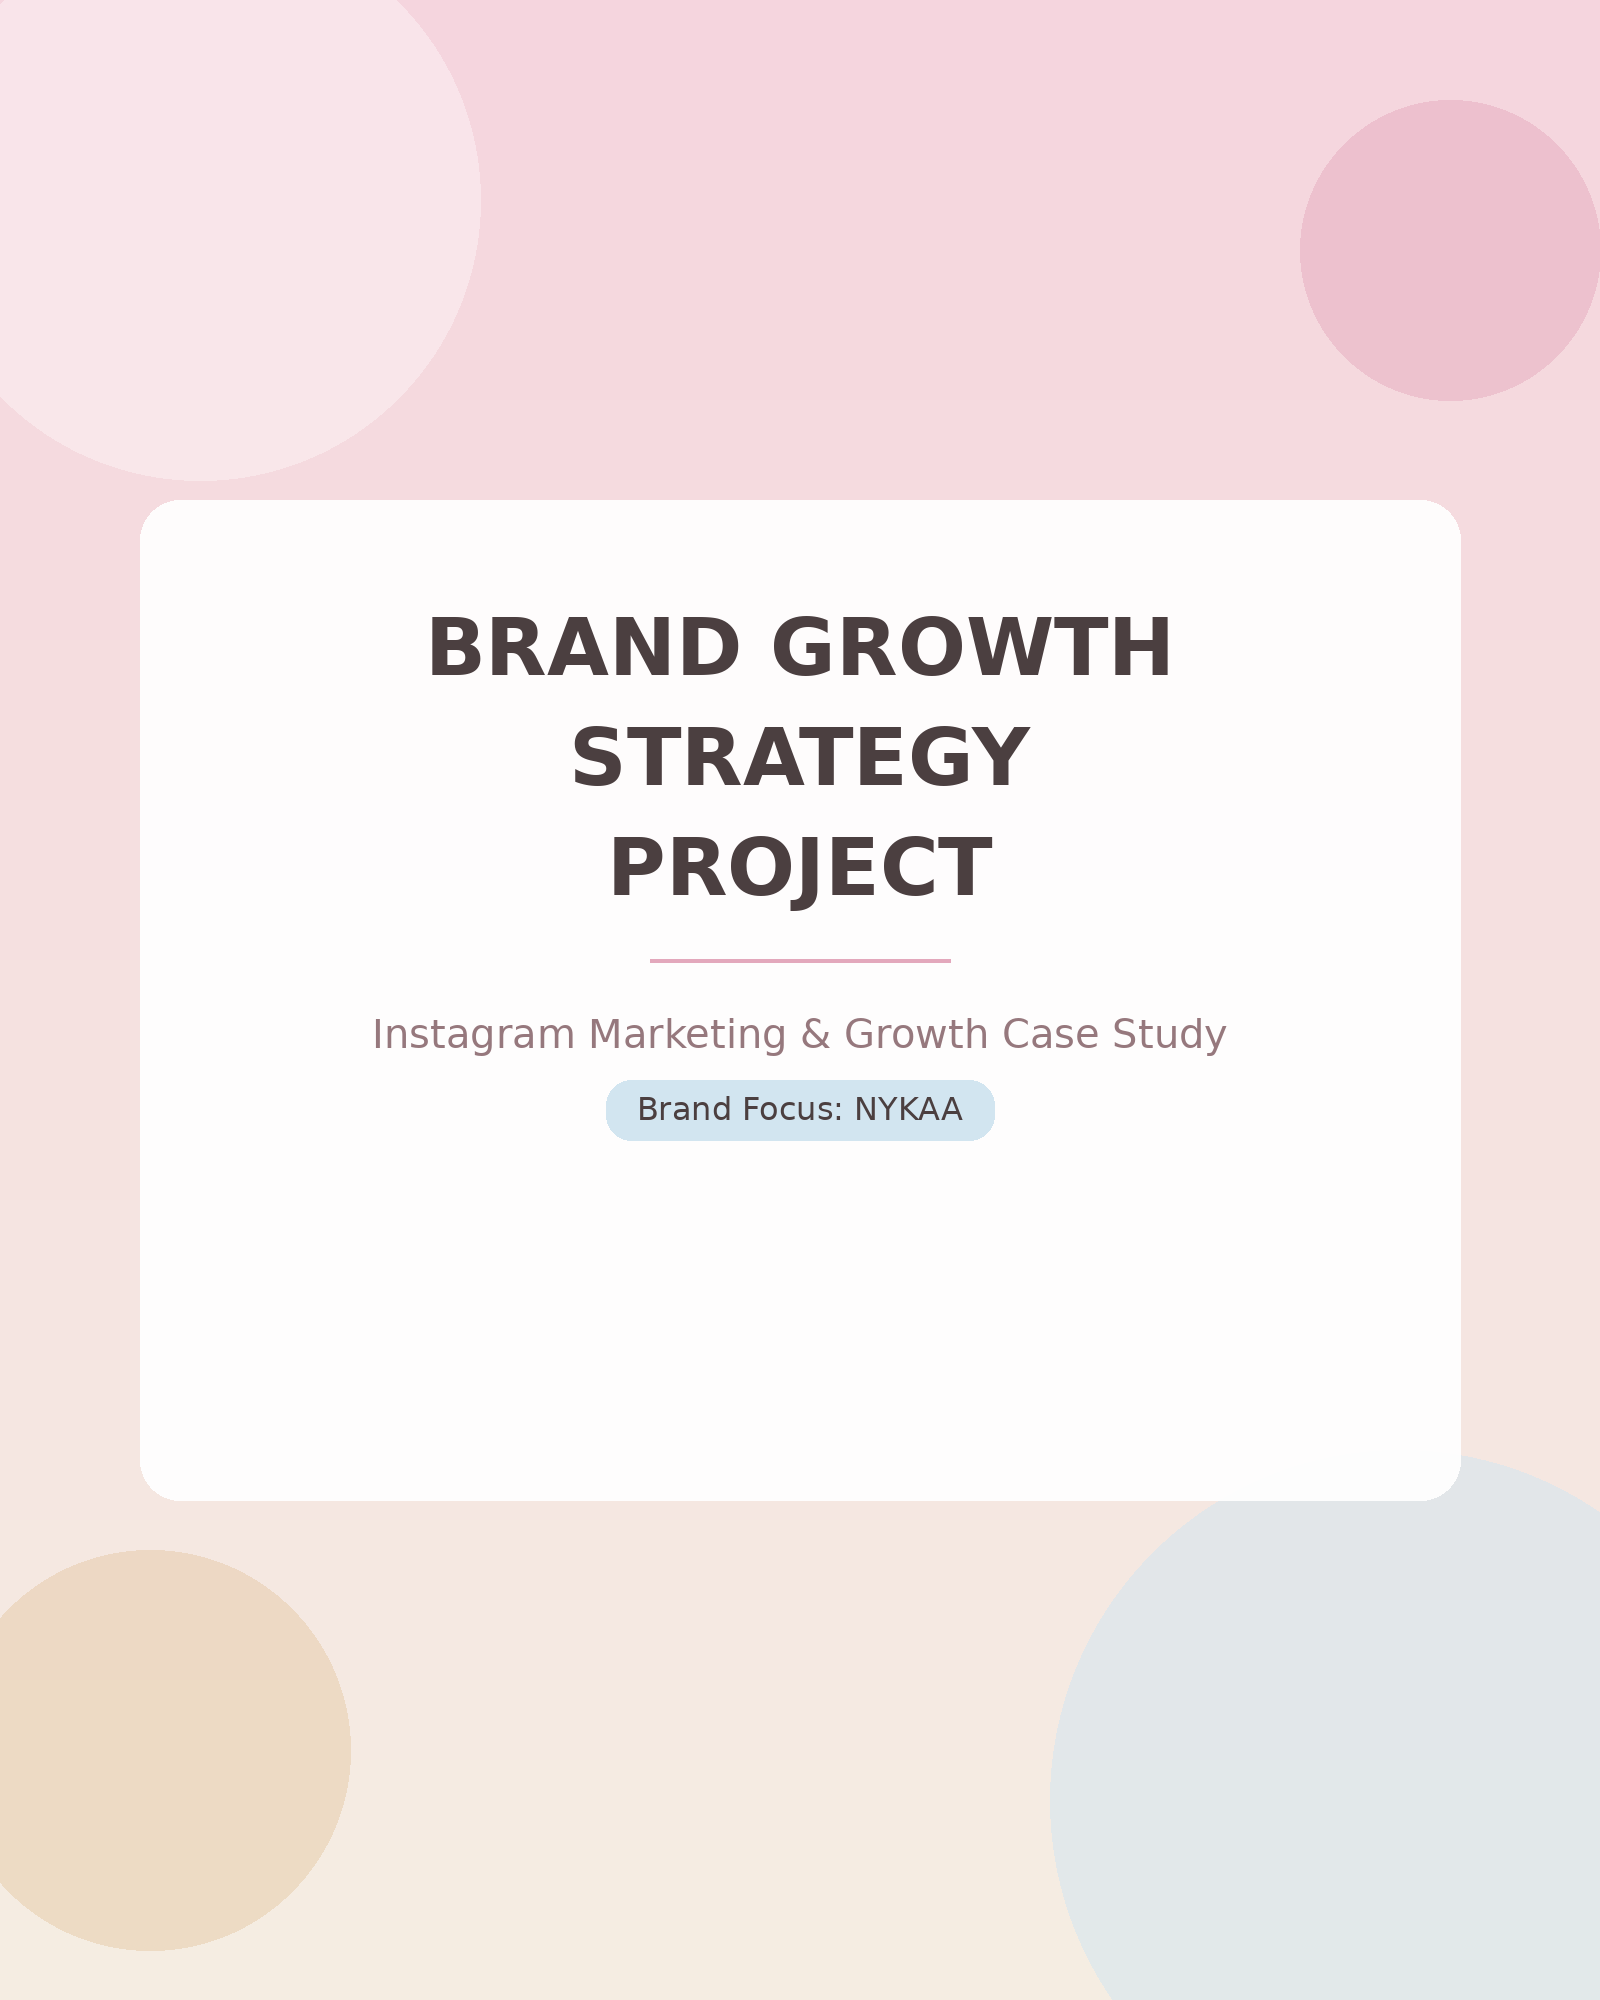 BRAND GROWTH
STRATEGY
PROJECT
Instagram Marketing & Growth Case Study
Brand Focus: NYKAA